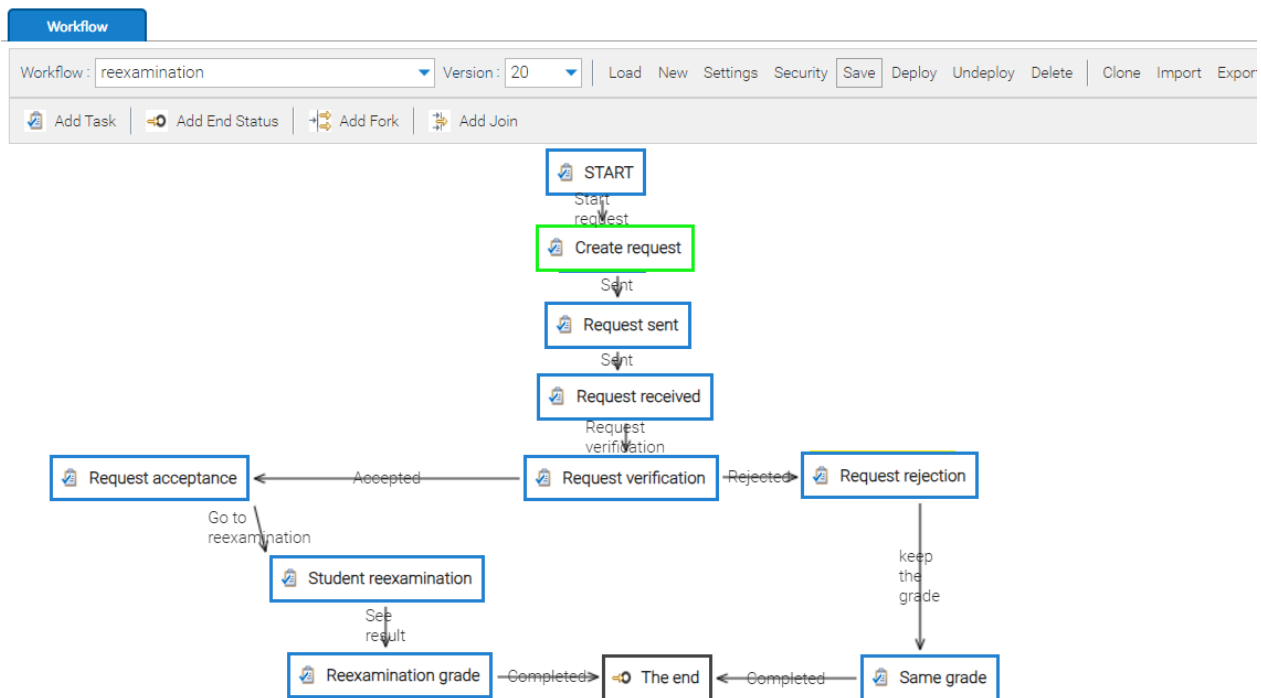 Workflow
Workflow : reexamination Version : 20 Load New Settings Security Save Deploy Undeploy Delete Clone Import Expor
Add Task Add End Status Add Fork Add Join
START
Start
request
Create request
Sent
Request sent
Sent
Request received
Request
verification
Request acceptance Accepted Request verification Rejected Request rejection
Go to
reexamination
keep
the
grade
Student reexamination
See
result
Reexamination grade Completed The end Completed Same grade